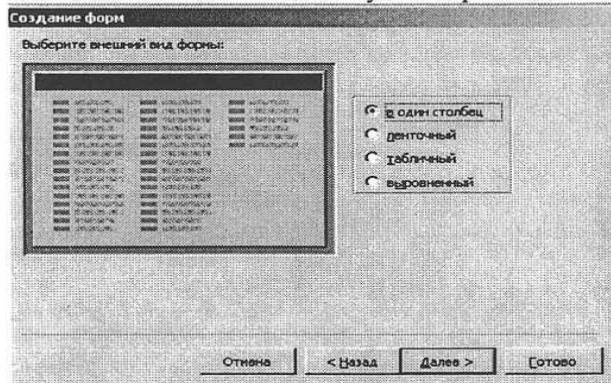 Создание форм
Выберите внешний вид формы:
в один столбец
ленточный
табличный
выровненный
Отмена
< Назад
Далее >
Готово